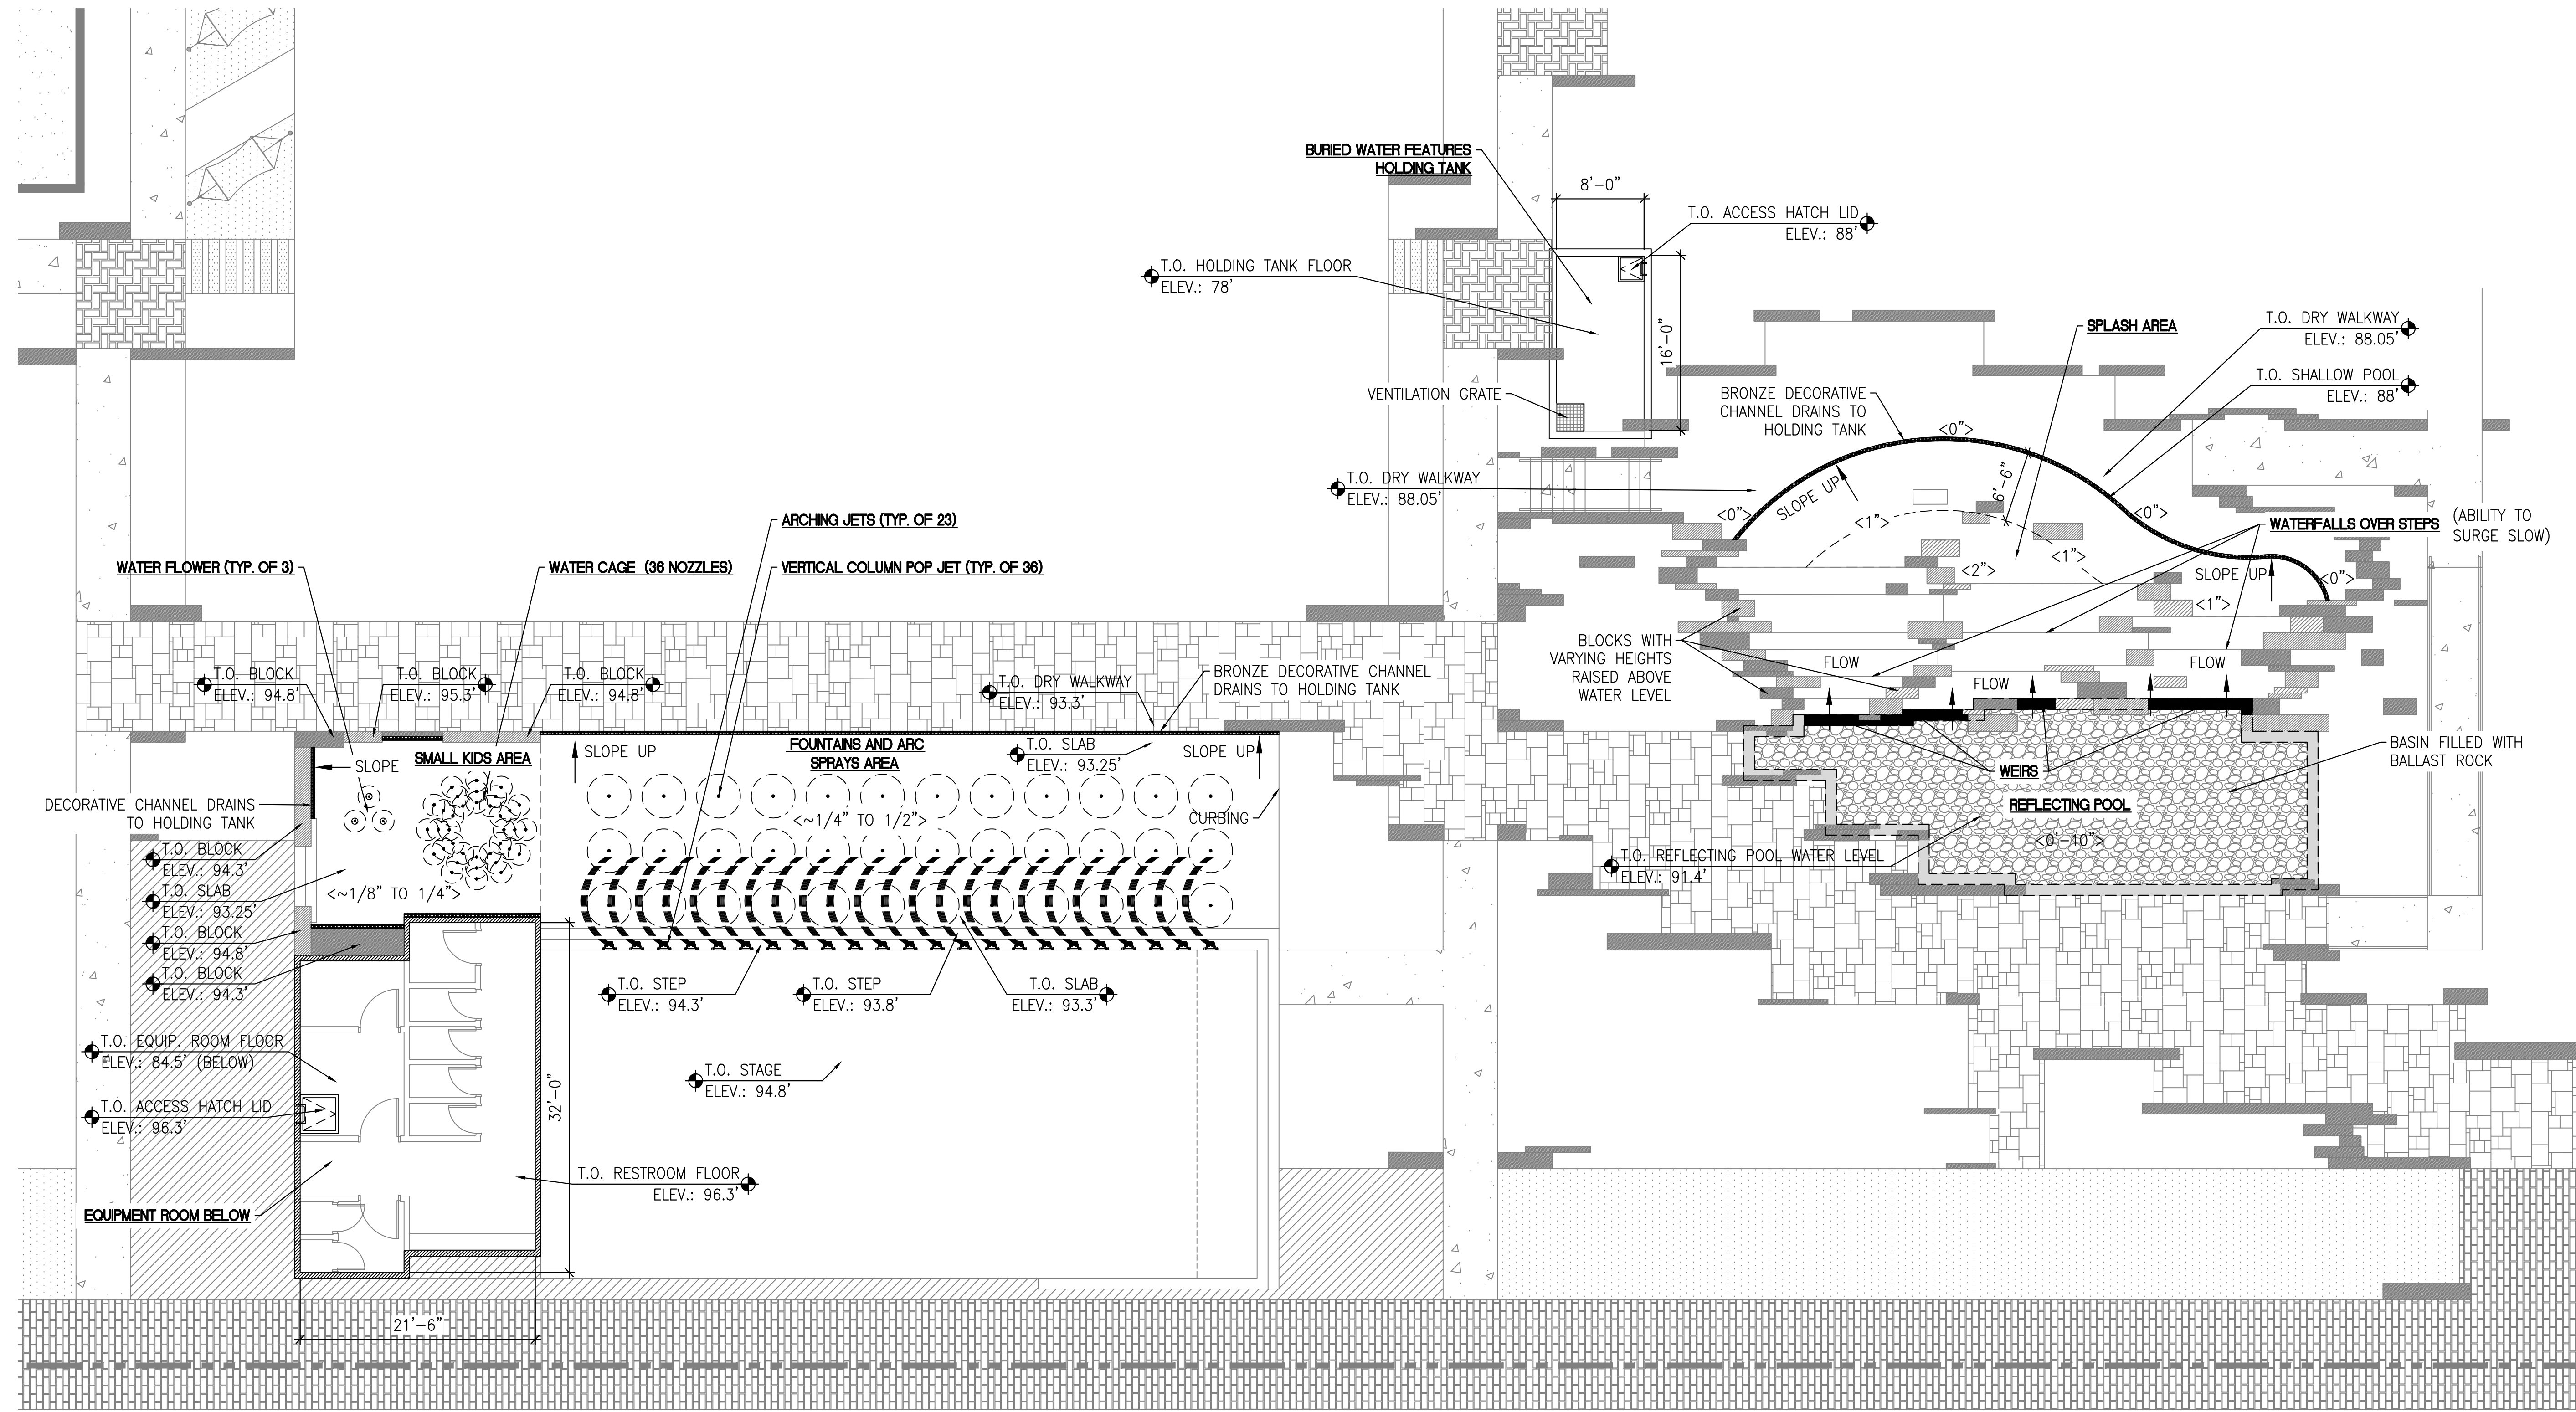 BURIED WATER FEATURES
HOLDING TANK
8'-0"
T.O. ACCESS HATCH LID
ELEV.: 88'
T.O. HOLDING TANK FLOOR
ELEV.: 78'
16'-0"
VENTILATION GRATE
SPLASH AREA
T.O. DRY WALKWAY
ELEV.: 88.05'
T.O. SHALLOW POOL
ELEV.: 88'
BRONZE DECORATIVE
CHANNEL DRAINS TO
HOLDING TANK
<0">
6'-6"
T.O. DRY WALKWAY
ELEV.: 88.05'
SLOPE UP
<0">
<1">
<0">
WATERFALLS OVER STEPS
(ABILITY TO
SURGE SLOW)
<1">
<2">
SLOPE UP
<0">
<1">
BLOCKS WITH
VARYING HEIGHTS
RAISED ABOVE
WATER LEVEL
FLOW
FLOW
FLOW
WEIRS
BASIN FILLED WITH
BALLAST ROCK
REFLECTING POOL
<0'-10">
T.O. REFLECTING POOL WATER LEVEL
ELEV.: 91.4'
ARCHING JETS (TYP. OF 23)
WATER FLOWER (TYP. OF 3)
WATER CAGE (36 NOZZLES)
VERTICAL COLUMN POP JET (TYP. OF 36)
T.O. BLOCK
ELEV.: 94.8'
T.O. BLOCK
ELEV.: 95.3'
T.O. BLOCK
ELEV.: 94.8'
T.O. DRY WALKWAY
ELEV.: 93.3'
BRONZE DECORATIVE CHANNEL
DRAINS TO HOLDING TANK
SLOPE
SMALL KIDS AREA
SLOPE UP
FOUNTAINS AND ARC
SPRAYS AREA
T.O. SLAB
ELEV.: 93.25'
SLOPE UP
DECORATIVE CHANNEL DRAINS
TO HOLDING TANK
<~1/4" TO 1/2">
CURBING
T.O. BLOCK
ELEV.: 94.3'
T.O. SLAB
ELEV.: 93.25'
<~1/8" TO 1/4">
T.O. BLOCK
ELEV.: 94.8'
T.O. BLOCK
ELEV.: 94.3'
T.O. STEP
ELEV.: 94.3'
T.O. STEP
ELEV.: 93.8'
T.O. SLAB
ELEV.: 93.3'
T.O. EQUIP. ROOM FLOOR
ELEV.: 84.5' (BELOW)
T.O. STAGE
ELEV.: 94.8'
32'-0"
T.O. ACCESS HATCH LID
ELEV.: 96.3'
T.O. RESTROOM FLOOR
ELEV.: 96.3'
EQUIPMENT ROOM BELOW
21'-6"